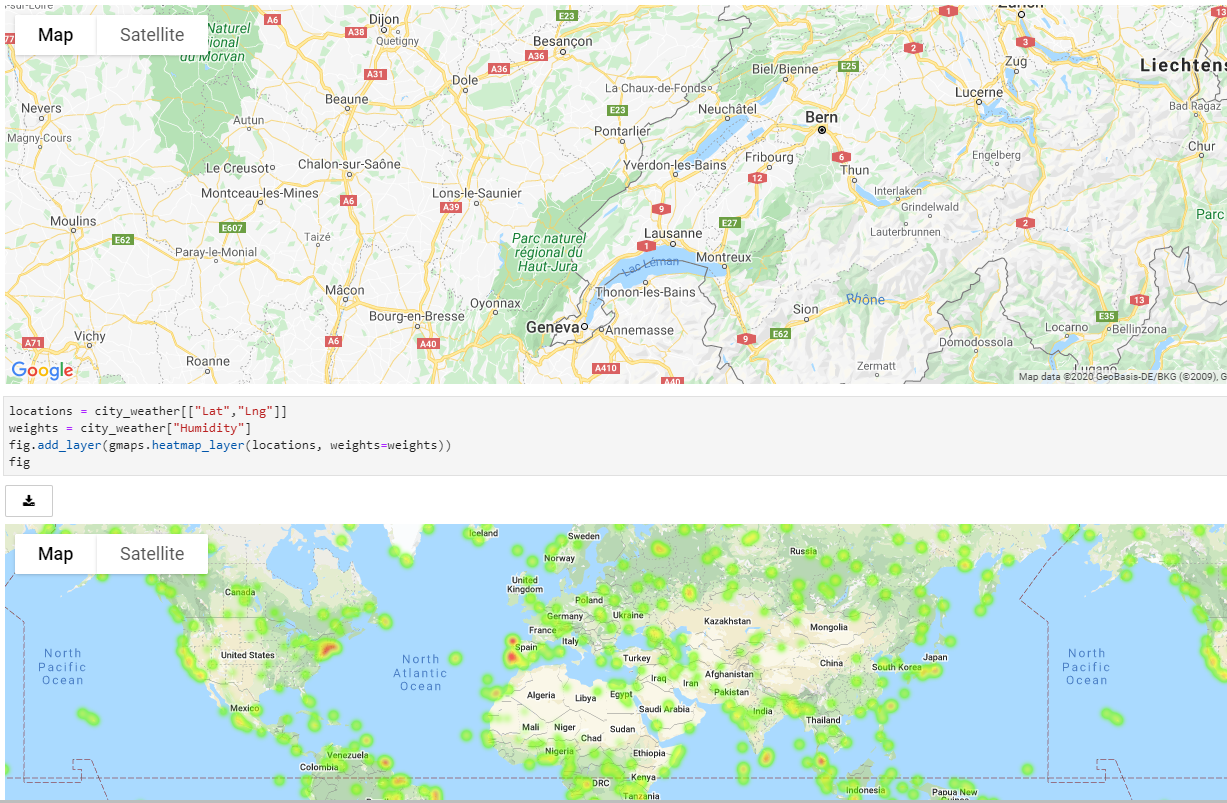 Map Satellite
Dijon
Quetigny
Naturel
du Morvan
Besançon
Dole
Beaune
Nevers
Magny-Cours
Autun
Le Creusot
Chalon-sur-Saône
Montceau-les-Mines
Lons-le-Saunier
Moulins
Paray-le-Monial
Taizé
Mâcon
Bourg-en-Bresse
Oyonnax
Vichy
Roanne
Parc naturel
régional du
Haut-Jura
Geneva
Annemasse
Thonon-les-Bains
Lac Léman
Lausanne
Montreux
Pontarlier
Yverdon-les-Bains
La Chaux-de-Fonds
Neuchâtel
Biel/Bienne
Bern
Fribourg
Thun
Interlaken
Grindelwald
Lauterbrunnen
Engelberg
Lucerne
Zug
Bad Ragaz
Chur
Parc
Sion
Rhône
Zermatt
Domodossola
Locarno
Bellinzona
A6
A38
A31
A36
A36
E23
E23
E25
1
2
3
13
6
12
9
E27
1
2
A6
A39
E607
E62
A71
A6
A40
A410
A40
9
E62
E35
13
Google
Map data ©2020 GeoBasis-DE/BKG (©2009), G
locations = city_weather[["Lat","Lng"]]
weights = city_weather["Humidity"]
fig.add_layer(gmaps.heatmap_layer(locations, weights=weights))
fig
Map Satellite
Iceland
Sweden
Norway
Russia
Canada
United
Kingdom
Poland
Germany
Ukraine
France
Kazakhstan
Mongolia
Italy
Spain
United States
Turkey
China
Japan
South Korea
North
Pacific
Ocean
North
Atlantic
Ocean
North
Pacific
Ocean
Iraq
Iran
Afghanistan
Pakistan
Algeria
Libya
Egypt
Saudi Arabia
Mexico
India
Mali
Niger
Chad
Sudan
Thailand
Nigeria
Ethiopia
Venezuela
Colombia
DRC
Kenya
Tanzania
Indonesia
Papua New